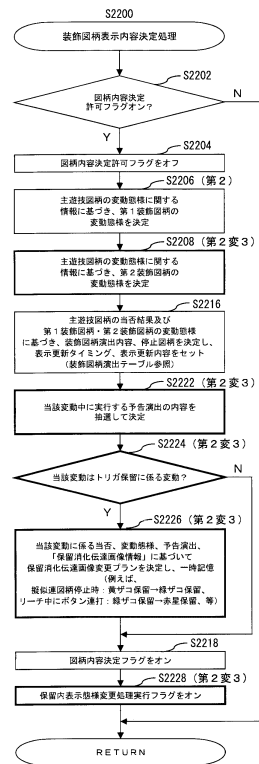 S2200
装飾図柄表示内容決定処理
S2202
図柄内容決定
許可フラグオン？
N
Y
S2204
図柄内容決定許可フラグをオフ
S2206（第２）
主遊技図柄の変動態様に関する
情報に基づき、第１装飾図柄の
変動態様を決定
S2208（第２変３）
主遊技図柄の変動態様に関する
情報に基づき、第２装飾図柄の
変動態様を決定
S2216
主遊技図柄の当否結果及び
第１装飾図柄・第２装飾図柄の変動態様
に基づき、装飾図柄演出内容、停止図柄を決定し、
表示更新タイミング、表示更新内容をセット
（装飾図柄演出テーブル参照）
S2222（第２変３）
当該変動中に実行する予告演出の内容を
抽選して決定
S2224（第２変３）
当該変動はトリガ保留に係る変動？
N
Y
S2226（第２変３）
当該変動に係る当否、変動態様、予告演出、
「保留消化伝達画像情報」に基づいて
保留消化伝達画像変更プランを決定し、一時記憶
（例えば、
擬似連図柄停止時：黄ザコ保留→緑ザコ保留、
リーチ中にボタン連打：緑ザコ保留→赤星保留、等）
S2218
図柄内容決定フラグをオン
S2228（第２変３）
保留内表示態様変更処理実行フラグをオン
ＲＥＴＵＲＮ